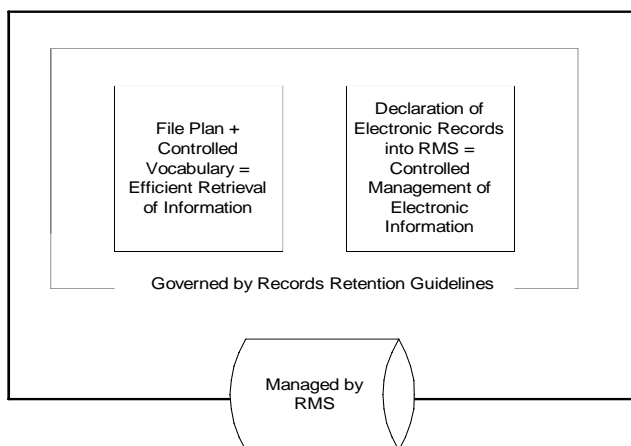 File Plan +
Controlled
Vocabulary =
Efficient Retrieval
of Information
Declaration of
Electronic Records
into RMS =
Controlled
Management of
Electronic
Information
Governed by Records Retention Guidelines
Managed by
RMS